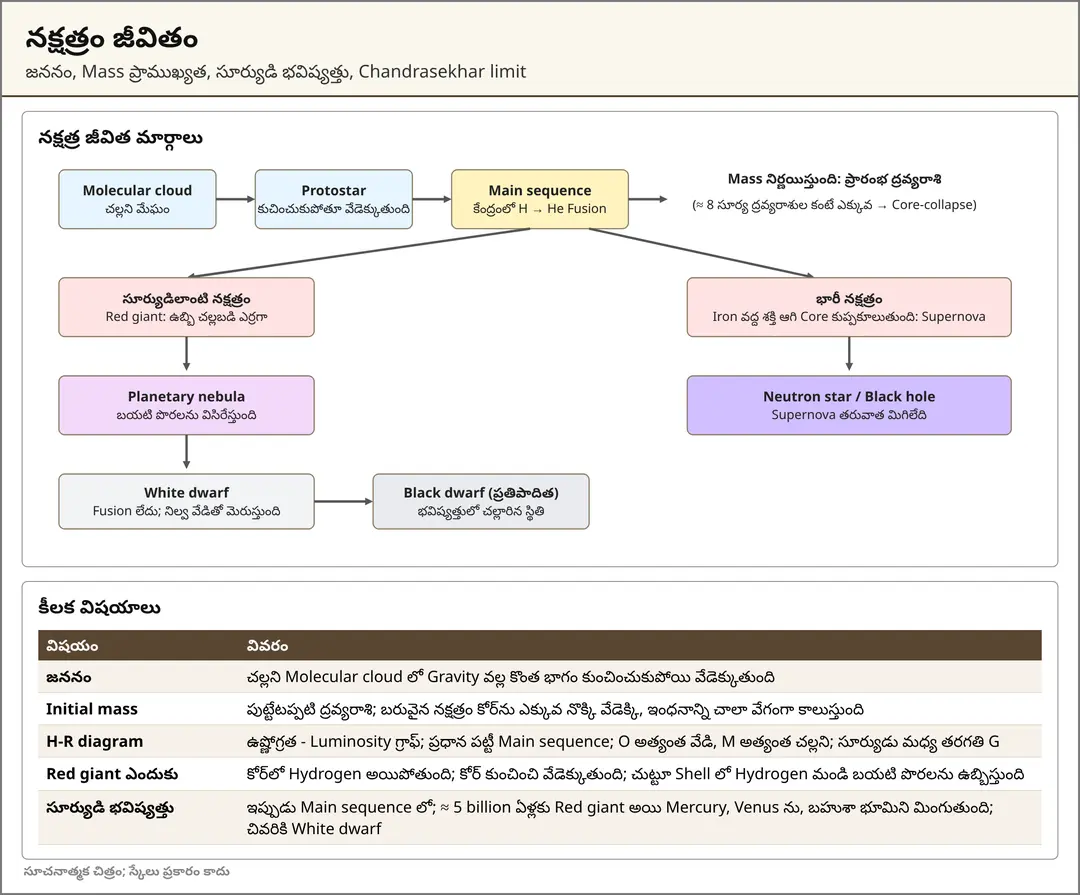 నక్షత్రం జీవితం
జననం, Mass ప్రాముఖ్యత, సూర్యుడి భవిష్యత్తు, Chandrasekhar limit
నక్షత్ర జీవిత మార్గాలు
Molecular cloud
చల్లని మేఘం
Protostar
కుచించుకుపోతూ వేడెక్కుతుంది
Main sequence
కేంద్రంలో H → He Fusion
Mass నిర్ణయిస్తుంది: ప్రారంభ ద్రవ్యరాశి
(≈ 8 సూర్య ద్రవ్యరాశుల కంటే ఎక్కువ → Core-collapse)
సూర్యుడిలాంటి నక్షత్రం
Red giant: ఉబ్బి చల్లబడి ఎర్రగా
భారీ నక్షత్రం
Iron వద్ద శక్తి ఆగి Core కుప్పకూలుతుంది: Supernova
Planetary nebula
బయటి పొరలను విసిరేస్తుంది
Neutron star / Black hole
Supernova తరువాత మిగిలేది
White dwarf
Fusion లేదు; నిల్వ వేడితో మెరుస్తుంది
Black dwarf (ప్రతిపాదిత)
భవిష్యత్తులో చల్లారిన స్థితి
కీలక విషయాలు
విషయం వివరం
జననం చల్లని Molecular cloud లో Gravity వల్ల కొంత భాగం కుంచించుకుపోయి వేడెక్కుతుంది
Initial mass పుట్టేటప్పటి ద్రవ్యరాశి; బరువైన నక్షత్రం కోర్‌ను ఎక్కువ నొక్కి వేడెక్కి, ఇంధనాన్ని చాలా వేగంగా కాలుస్తుంది
H-R diagram ఉష్ణోగ్రత - Luminosity గ్రాఫ్; ప్రధాన పట్టీ Main sequence; O అత్యంత వేడి, M అత్యంత చల్లని; సూర్యుడు మధ్య తరగతి G
Red giant ఎందుకు కోర్‌లో Hydrogen అయిపోతుంది; కోర్ కుంచించి వేడెక్కుతుంది; చుట్టూ Shell లో Hydrogen మండి బయటి పొరలను ఉబ్బిస్తుంది
సూర్యుడి భవిష్యత్తు ఇప్పుడు Main sequence లో; ≈ 5 billion ఏళ్లకు Red giant అయి Mercury, Venus ను, బహుశా భూమిని మింగుతుంది;
చివరికి White dwarf
సూచనాత్మక చిత్రం; స్కేలు ప్రకారం కాదు